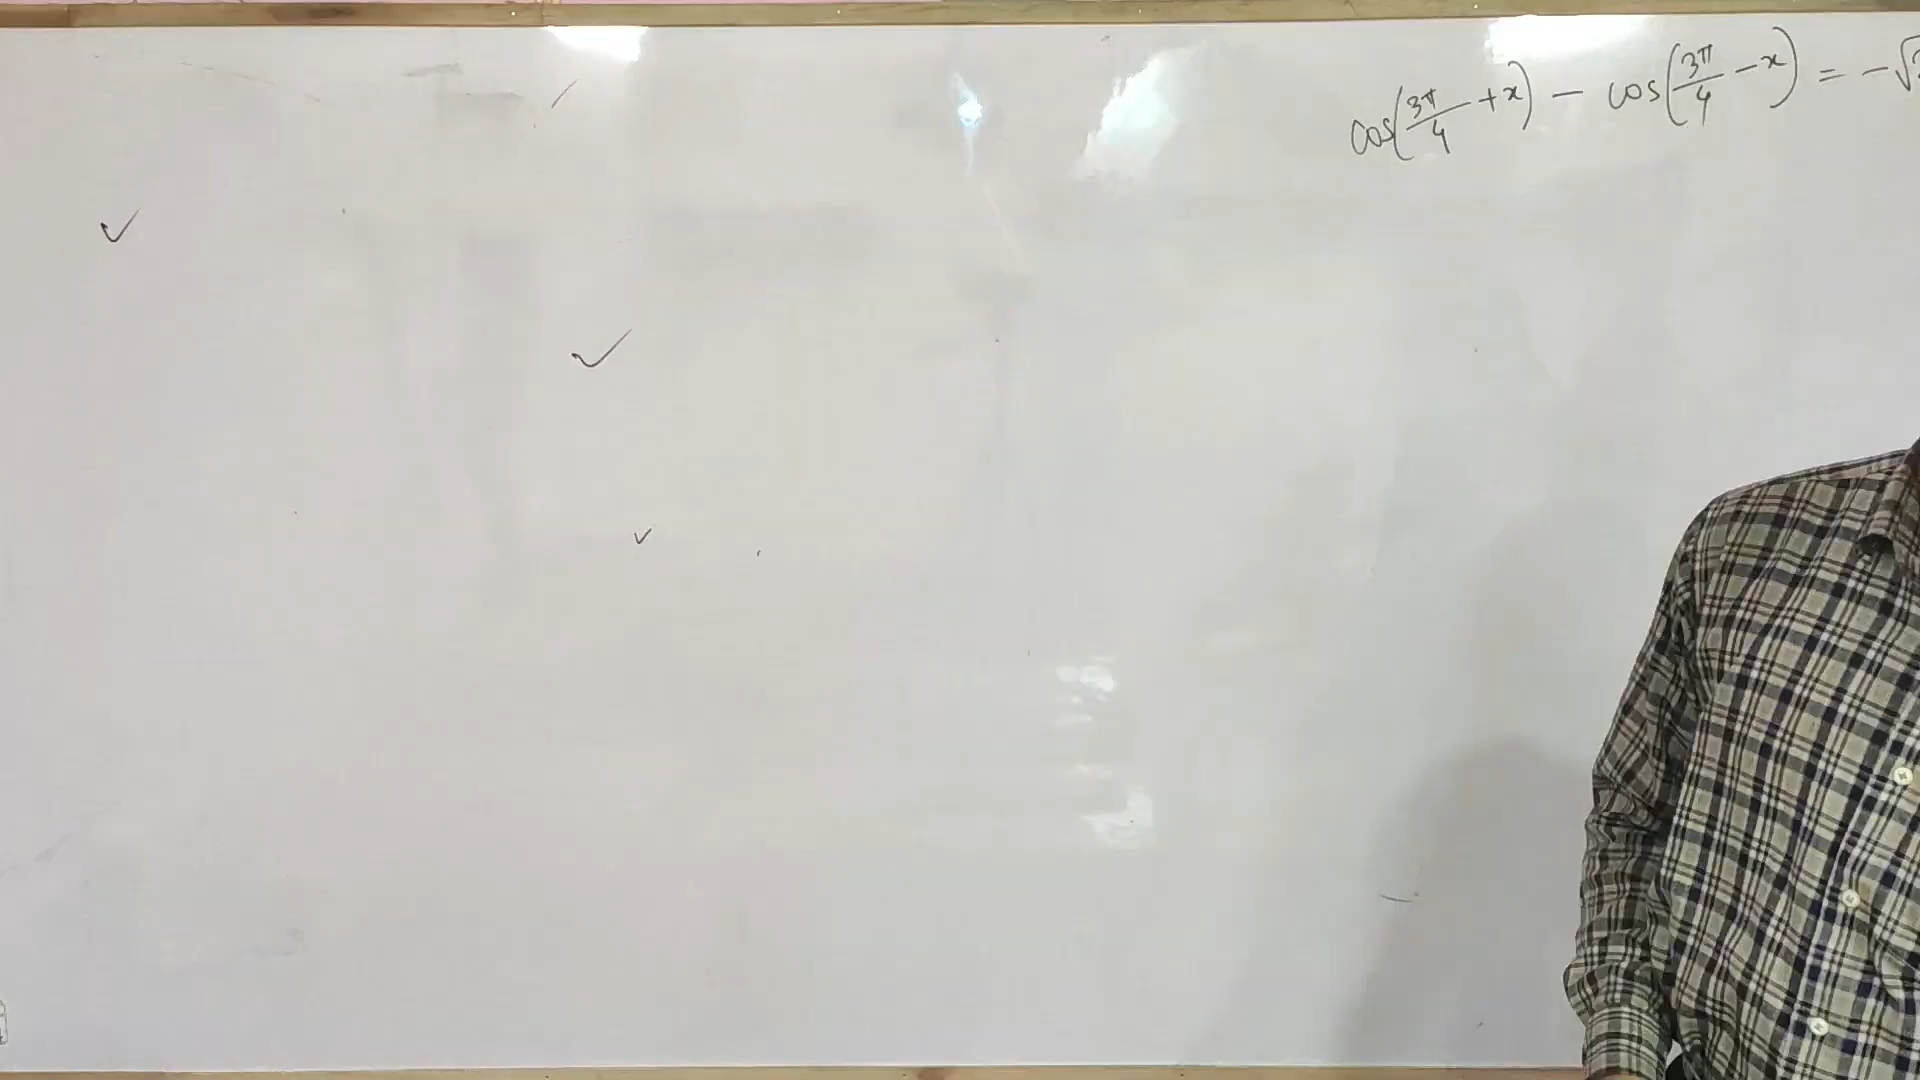 cos(3π/4 + x) − cos(3π/4 − x) = −√